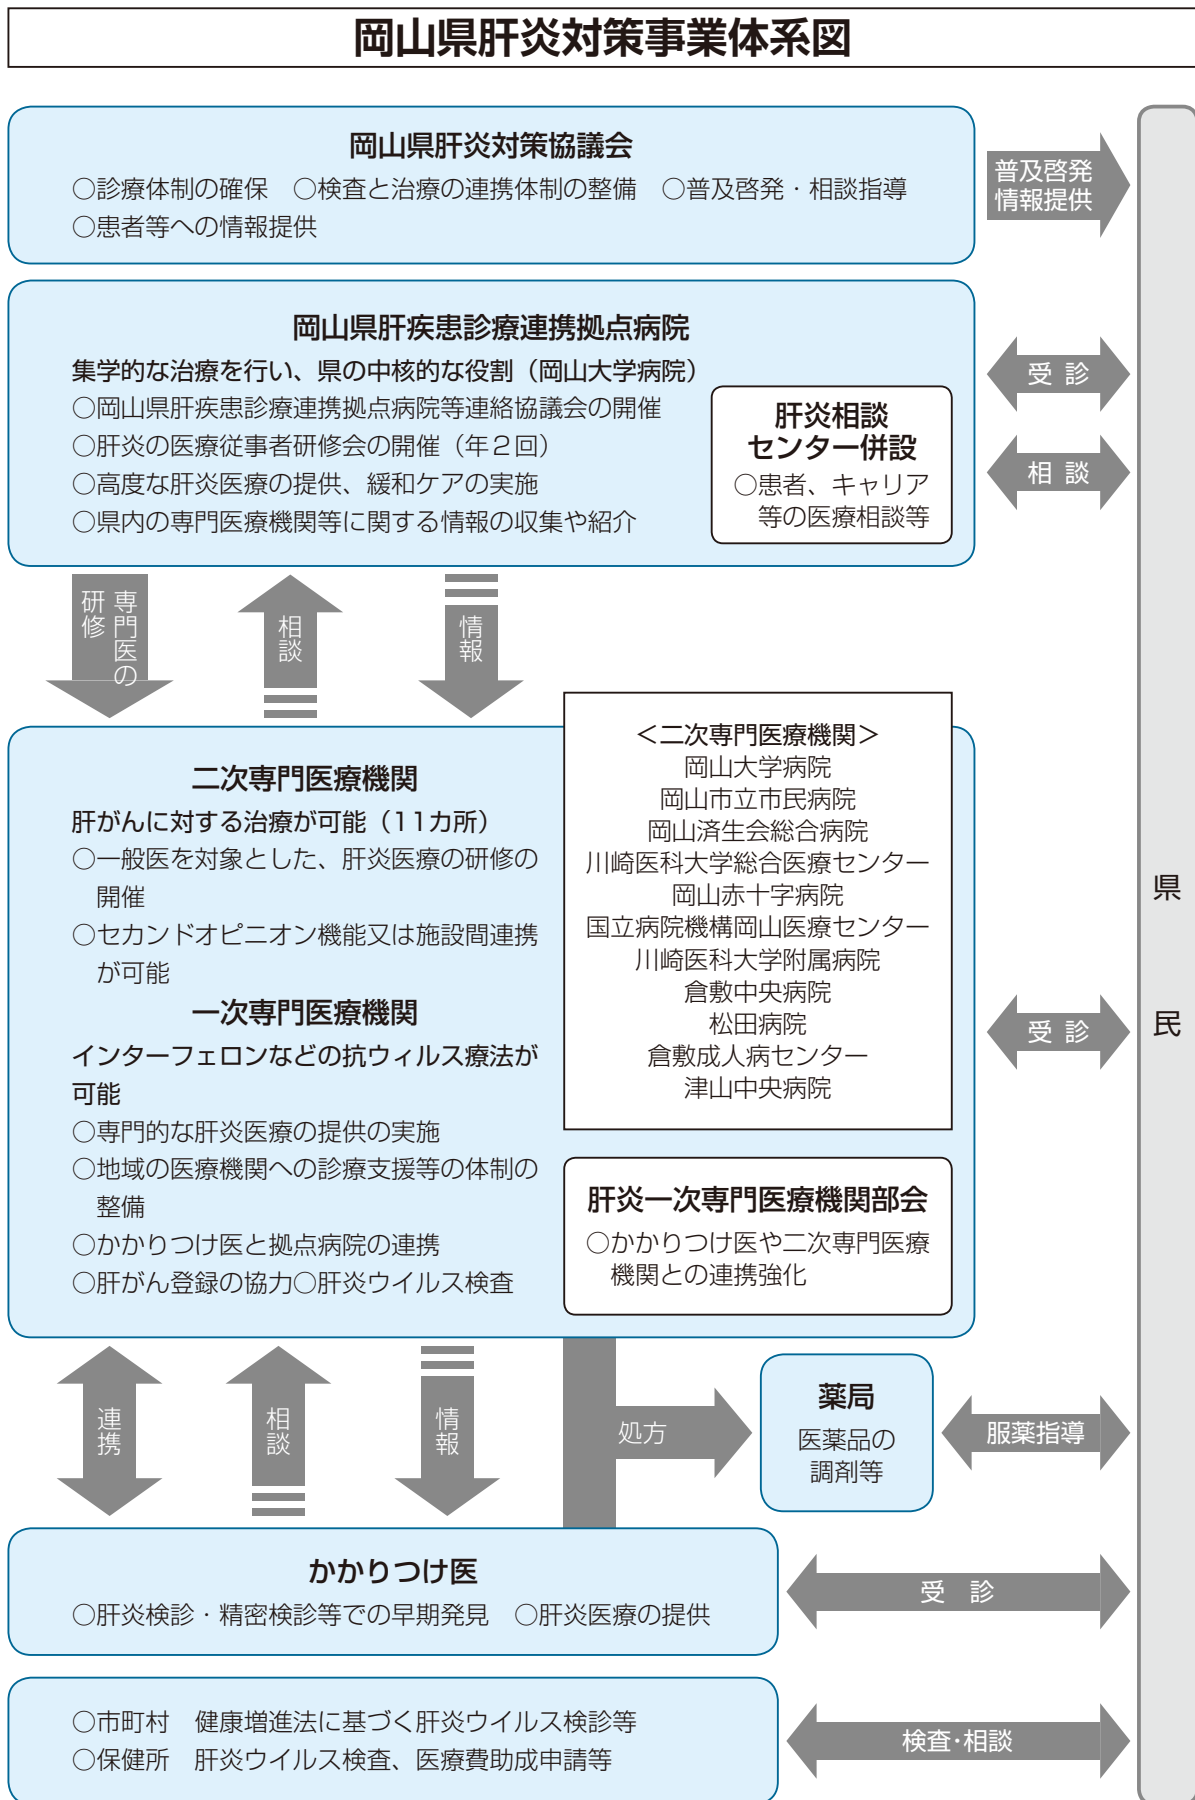 岡山県肝炎対策事業体系図
岡山県肝炎対策協議会
○診療体制の確保　○検査と治療の連携体制の整備　○普及啓発・相談指導
○患者等への情報提供
普及啓発
情報提供
岡山県肝疾患診療連携拠点病院
集学的な治療を行い、県の中核的な役割（岡山大学病院）
○岡山県肝疾患診療連携拠点病院等連絡協議会の開催
○肝炎の医療従事者研修会の開催（年２回）
○高度な肝炎医療の提供、緩和ケアの実施
○県内の専門医療機関等に関する情報の収集や紹介
肝炎相談
センター併設
○患者、キャリア
等の医療相談等
受 診
相 談
専門医の
研修
相談
情報
二次専門医療機関
肝がんに対する治療が可能（11カ所）
○一般医を対象とした、肝炎医療の研修の
開催
○セカンドオピニオン機能又は施設間連携
が可能
一次専門医療機関
インターフェロンなどの抗ウィルス療法が
可能
○専門的な肝炎医療の提供の実施
○地域の医療機関への診療支援等の体制の
整備
○かかりつけ医と拠点病院の連携
○肝がん登録の協力○肝炎ウイルス検査
＜二次専門医療機関＞
岡山大学病院
岡山市立市民病院
岡山済生会総合病院
川崎医科大学総合医療センター
岡山赤十字病院
国立病院機構岡山医療センター
川崎医科大学附属病院
倉敷中央病院
松田病院
倉敷成人病センター
津山中央病院
肝炎一次専門医療機関部会
○かかりつけ医や二次専門医療
機関との連携強化
受 診
県
民
連携
相談
情報
処方
薬局
医薬品の
調剤等
服薬指導
かかりつけ医
○肝炎検診・精密検診等での早期発見　○肝炎医療の提供
受　診
○市町村　健康増進法に基づく肝炎ウイルス検診等
○保健所　肝炎ウイルス検査、医療費助成申請等
検査･相談